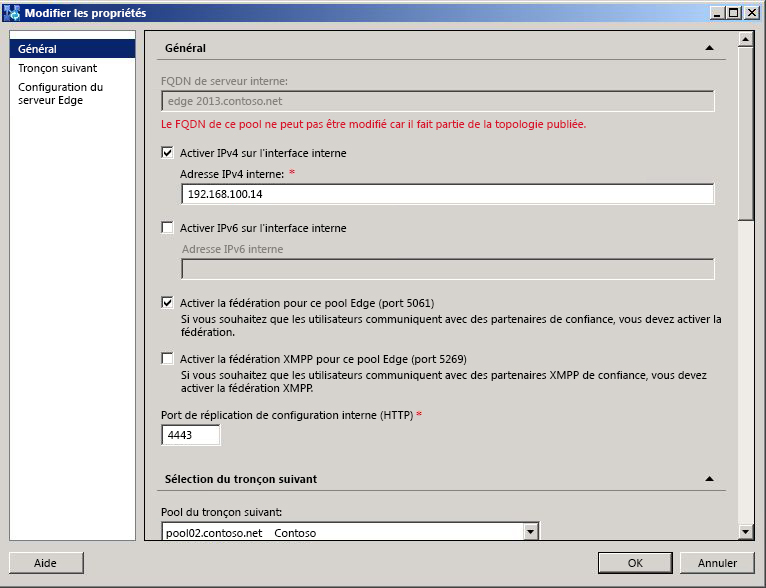 Modifier les propriétés
Général
Tronçon suivant
Configuration du
serveur Edge
Général
FQDN de serveur interne:
edge 2013.contoso.net
Le FQDN de ce pool ne peut pas être modifié car il fait partie de la topologie publiée.
Activer IPv4 sur l'interface interne
Adresse IPv4 interne: *
192.168.100.14
Activer IPv6 sur l'interface interne
Adresse IPv6 interne
Activer la fédération pour ce pool Edge (port 5061)
Si vous souhaitez que les utilisateurs communiquent avec des partenaires de confiance, vous devez activer la
fédération.
Activer la fédération XMPP pour ce pool Edge (port 5269)
Si vous souhaitez que les utilisateurs communiquent avec des partenaires XMPP de confiance, vous devez
activer la fédération XMPP.
Port de réplication de configuration interne (HTTP) *
4443
Sélection du tronçon suivant
Pool du tronçon suivant:
pool02.contoso.net Contoso
Aide
OK
Annuler